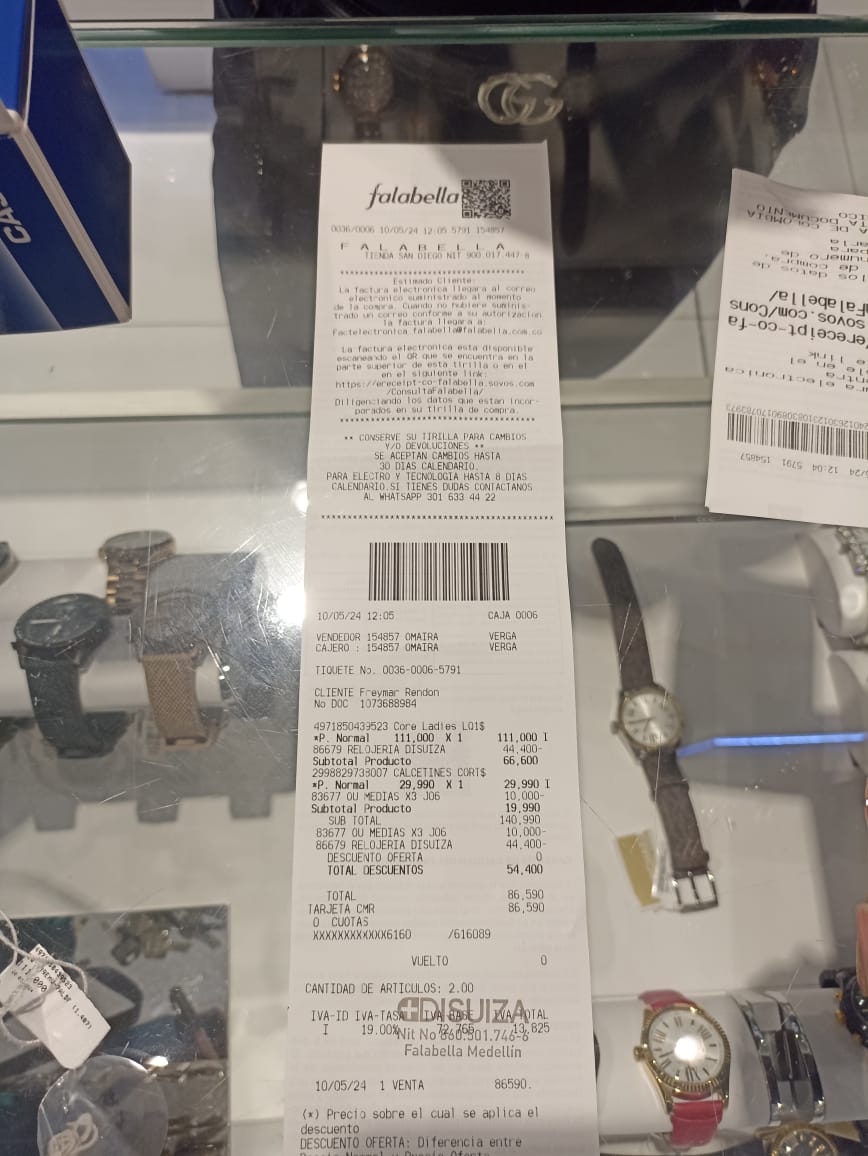 falabella
0036/0006 10/05/24 12:05 5791 154857
F A L A B E L L A
TIENDA SAN DIEGO NIT 900.017.447-8
Estimado Cliente:
La factura electronica llegara al correo
electronico suministrado al momento
de la compra. Cuando no hubiere suminis-
trado un correo conforme a su autorizacion
la factura llegara a:
Factelectronica_falabella@falabella.com.co
La factura electronica esta disponible
escaneando el QR que se encuentra en la
parte superior de esta tirilla o en el
en el siguiente link:
https://ereceipt-co-falabella.sovos.com
/ConsultaFalabella/
Diligenciando los datos que estan incor-
porados en su tirilla de compra.
** CONSERVE SU TIRILLA PARA CAMBIOS
Y/O DEVOLUCIONES **
SE ACEPTAN CAMBIOS HASTA
30 DIAS CALENDARIO.
PARA ELECTRO Y TECNOLOGIA HASTA 8 DIAS
CALENDARIO.SI TIENES DUDAS CONTACTANOS
AL WHATSAPP 301 633 44 22
10/05/24 12:05 CAJA 0006
VENDEDOR 154857 OMAIRA VERGA
CAJERO : 154857 OMAIRA VERGA
TIQUETE No. 0036-0006-5791
CLIENTE Freymar Rendon
No DOC 1073688984
4971850439523 Core Ladies LQ1$
*P. Normal 111,000 X 1 111,000 I
86679 RELOJERIA DISUIZA 44,400-
Subtotal Producto 66,600
2998829733007 CALCETINES CORT$
*P. Normal 29,990 X 1 29,990 I
83677 OU MEDIAS X3 J06 10,000-
Subtotal Producto 19,990
SUB TOTAL 140,990
83677 OU MEDIAS X3 J06 10,000-
86679 RELOJERIA DISUIZA 44,400-
DESCUENTO OFERTA 0
TOTAL DESCUENTOS 54,400
TOTAL 86,590
TARJETA CMR 86,590
0 CUOTAS
XXXXXXXXXXXX6160 /616089
VUELTO 0
CANTIDAD DE ARTICULOS: 2.00
DISUIZA
IVA-ID IVA-TASA IVA-BASE IVA-TOTAL
I 19.00% 72,765 13,825
Nit No 860.501.746-6
Falabella Medellín
10/05/24 1 VENTA 86590.
(*) Precio sobre el cual se aplica el
descuento
DESCUENTO OFERTA: Diferencia entre